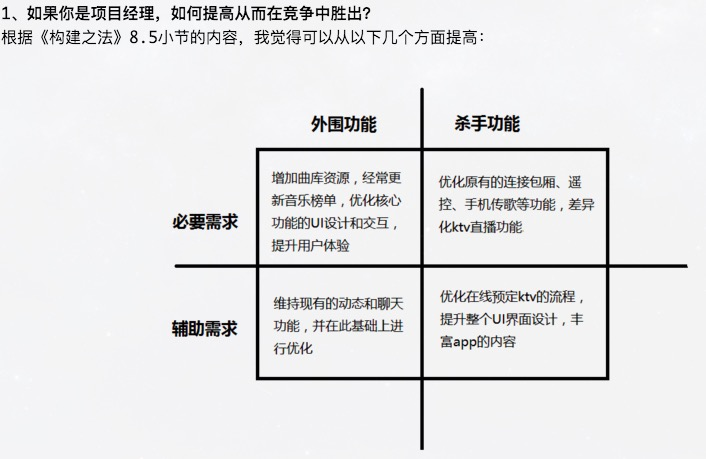 1、如果你是项目经理，如何提高从而在竞争中胜出？
根据《构建之法》8.5小节的内容，我觉得可以从以下几个方面提高：
外围功能
杀手功能
必要需求
增加曲库资源，经常更
新音乐榜单，优化核心
功能的UI设计和交互，
提升用户体验
优化原有的连接包厢、遥
控、手机传歌等功能，差异
化ktv直播功能
辅助需求
维持现有的动态和聊天
功能，并在此基础上进
行优化
优化在线预定ktv的流程，
提升整个UI界面设计，丰
富app的内容